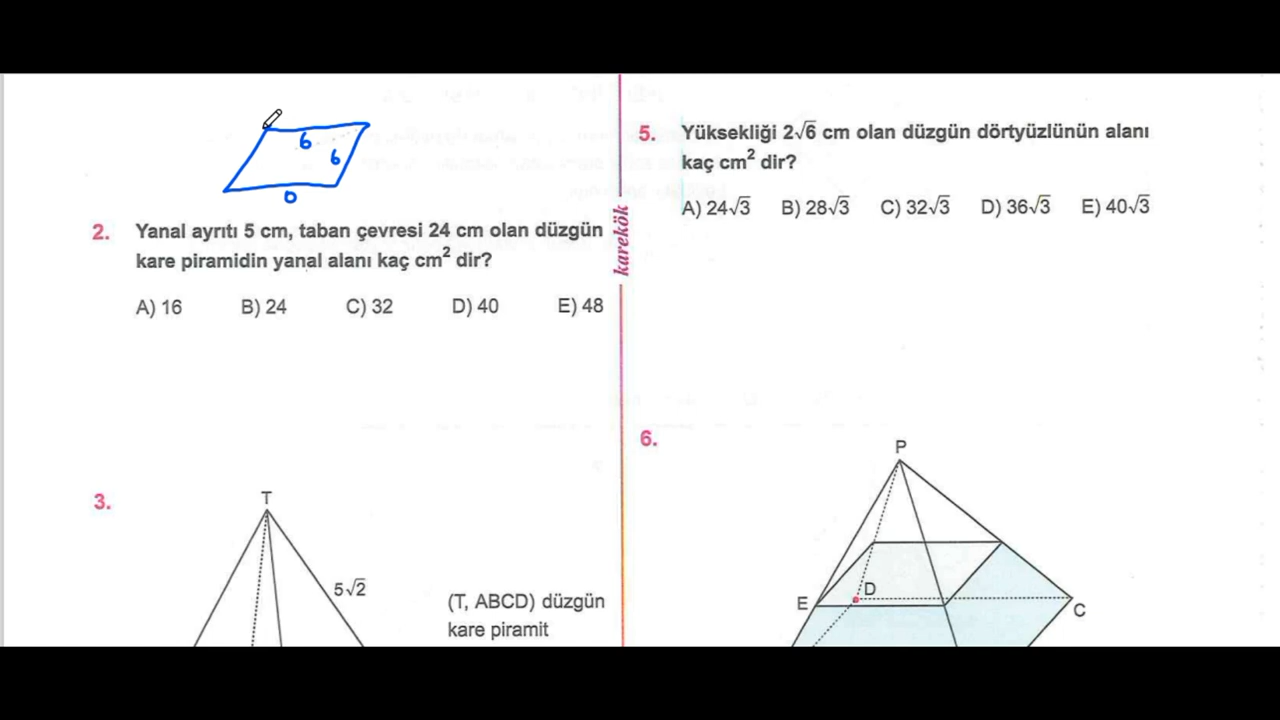 6
6
0
2. Yanal ayrıtı 5 cm, taban çevresi 24 cm olan düzgün
kare piramidin yanal alanı kaç cm² dir?
A) 16 B) 24 C) 32 D) 40 E) 48
3.
T
5√2
(T, ABCD) düzgün
kare piramit
karekök
5. Yüksekliği 2√6 cm olan düzgün dörtyüzlünün alanı
kaç cm² dir?
A) 24√3 B) 28√3 C) 32√3 D) 36√3 E) 40√3
6.
P
D
E
C